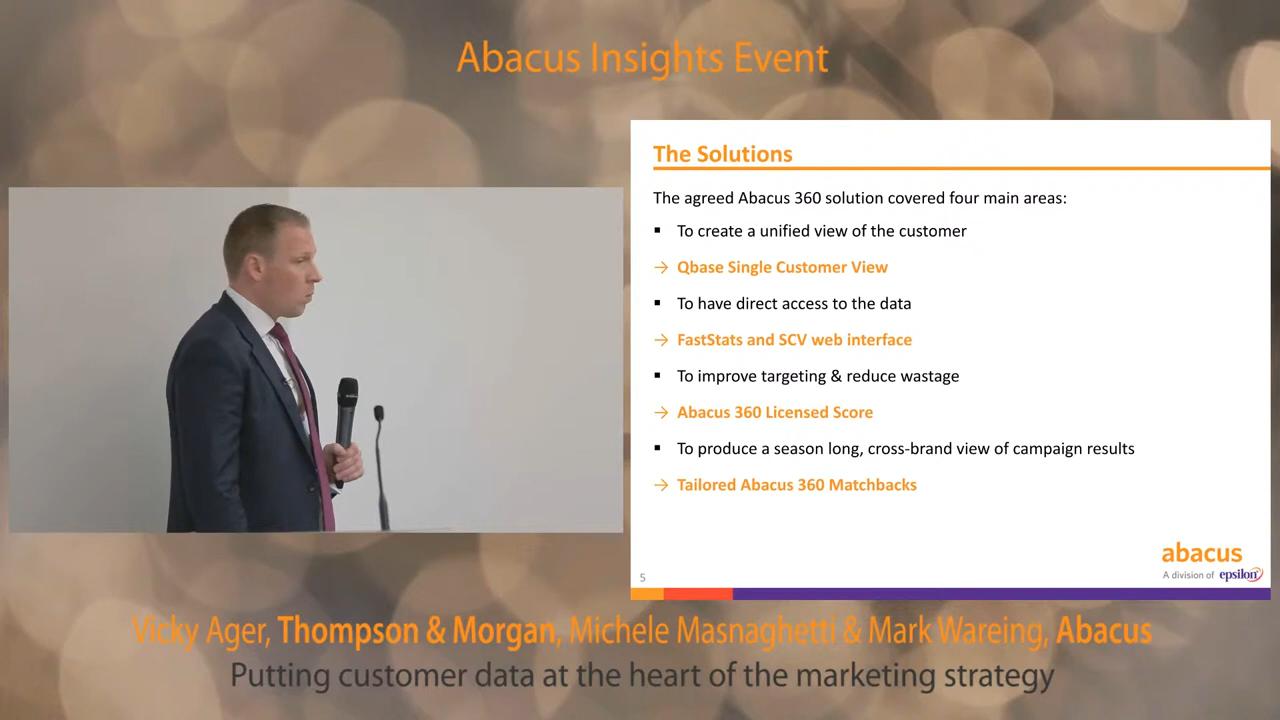 Abacus Insights Event
The Solutions
The agreed Abacus 360 solution covered four main areas:
▪ To create a unified view of the customer
→ Qbase Single Customer View
▪ To have direct access to the data
→ FastStats and SCV web interface
▪ To improve targeting & reduce wastage
→ Abacus 360 Licensed Score
▪ To produce a season long, cross-brand view of campaign results
→ Tailored Abacus 360 Matchbacks
abacus
A division of epsilon
5
Vicky Ager, Thompson & Morgan, Michele Masnaghetti & Mark Wareing, Abacus
Putting customer data at the heart of the marketing strategy